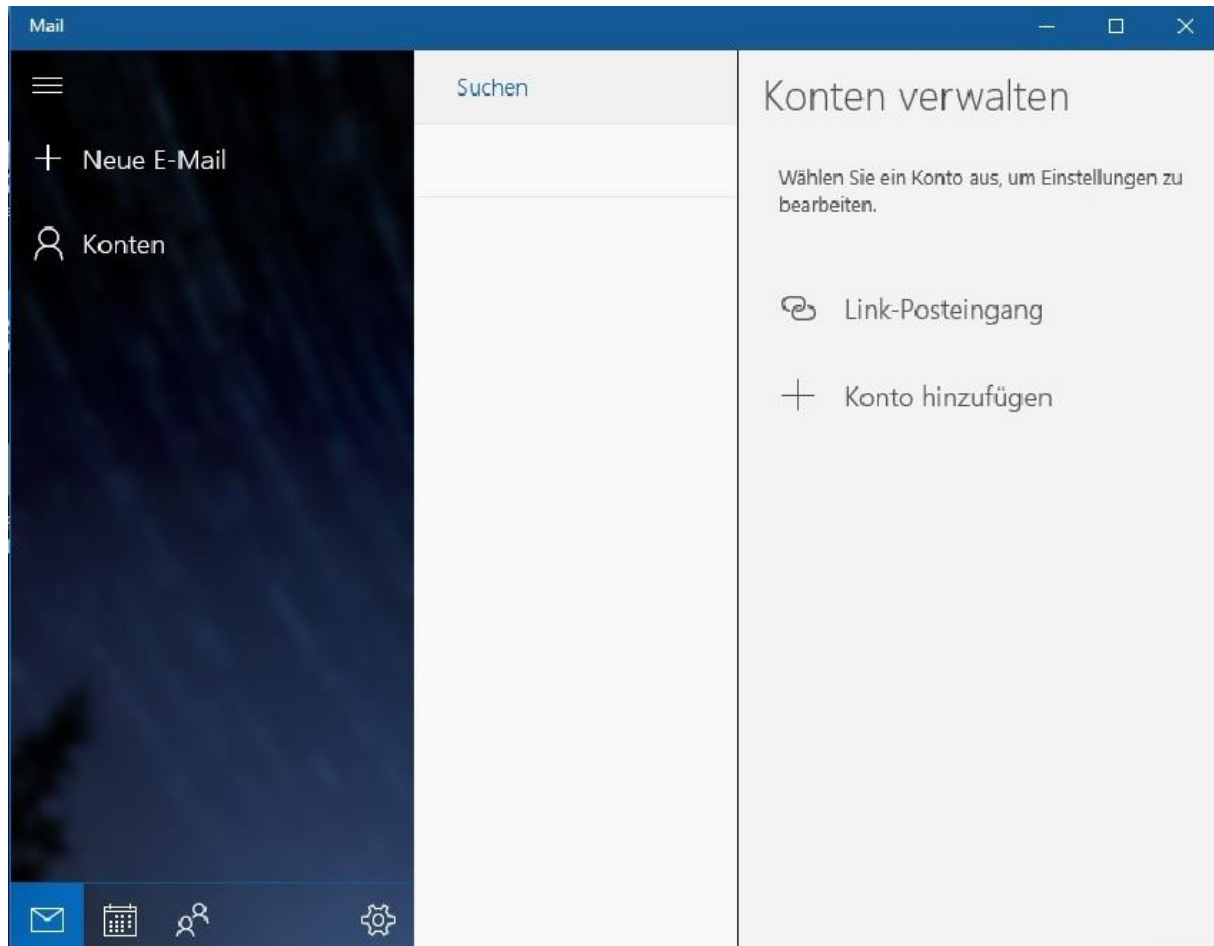 Mail
Neue E-Mail
Konten
Suchen
Konten verwalten
Wählen Sie ein Konto aus, um Einstellungen zu
bearbeiten.
Link-Posteingang
Konto hinzufügen